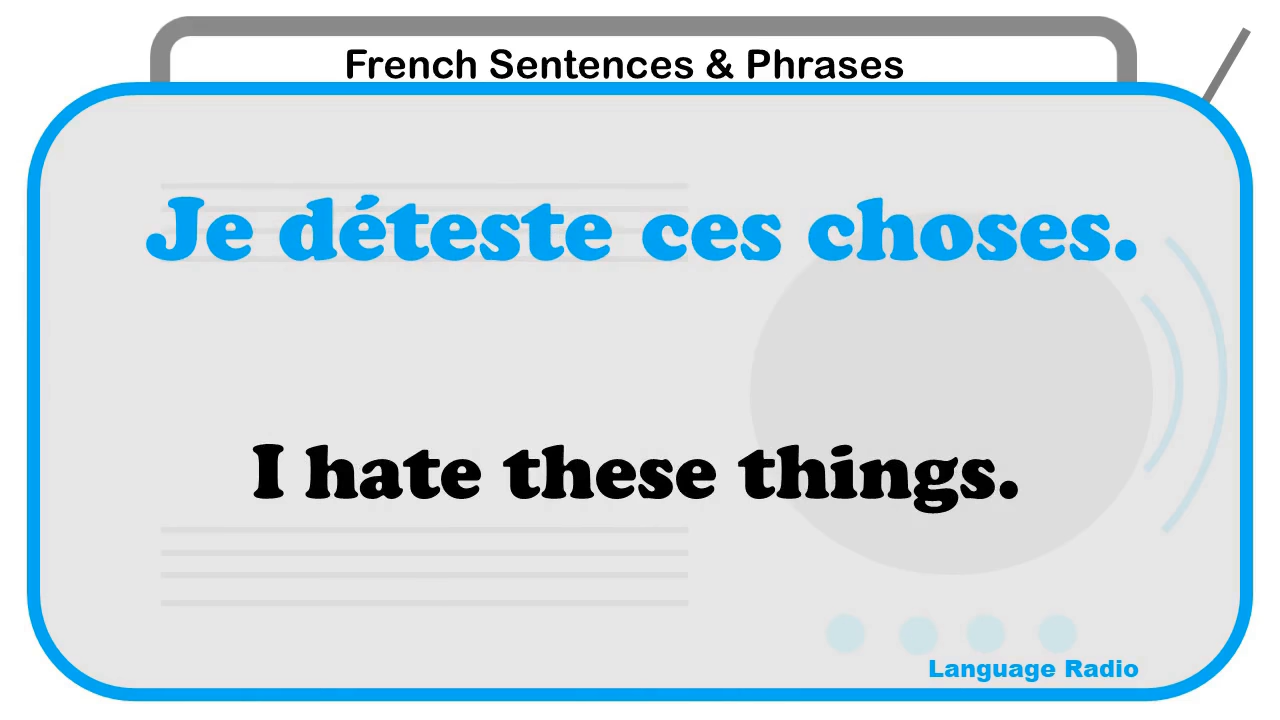 French Sentences & Phrases
Je déteste ces choses.
I hate these things.
Language Radio